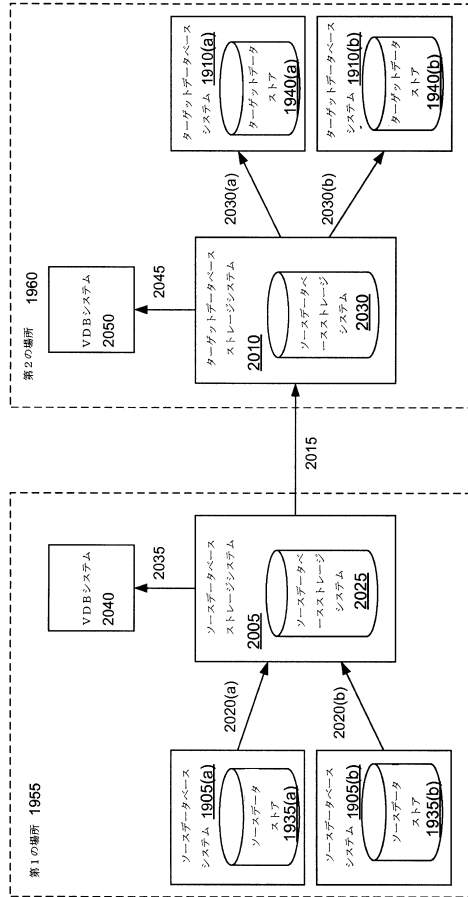 第1の場所 1955
ソースデータベース
システム 1905(a)
ソースデータ
ストア
1935(a)
ソースデータベース
システム 1905(b)
ソースデータ
ストア
1935(b)
2020(a)
2020(b)
VDBシステム
2040
2035
ソースデータベース
ストレージシステム
2005
ソースデータベ
ースストレージ
システム
2025
2015
第2の場所 1960
VDBシステム
2050
2045
ターゲットデータベース
ストレージシステム
2010
ソースデータベ
ースストレージ
システム
2030
2030(a)
2030(b)
ターゲットデータベース
システム 1910(a)
ターゲットデータ
ストア
1940(a)
ターゲットデータベース
システム 1910(b)
ターゲットデータ
ストア
1940(b)